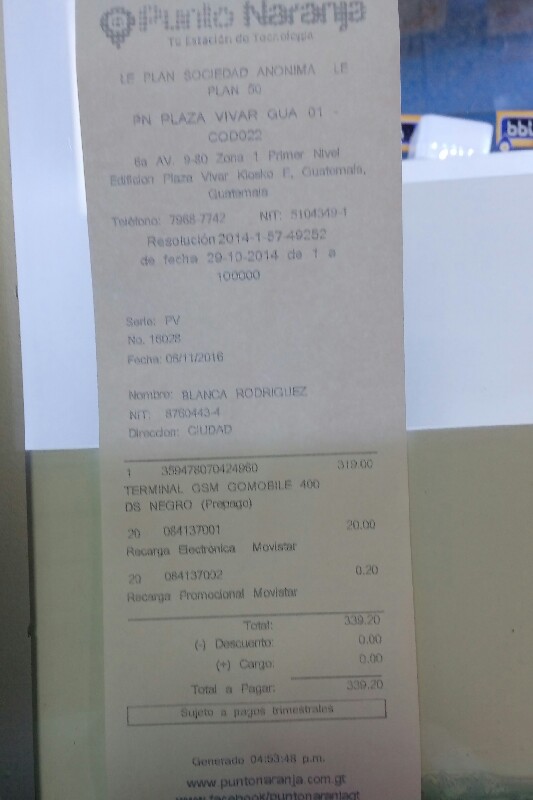 Punto Naranja
Tu Estación de Tecnología
LE PLAN SOCIEDAD ANONIMA LE
PLAN 50
PN PLAZA VIVAR GUA 01 -
COD022
6a AV. 9-80 Zona 1 Primer Nivel
Edificion Plaza Vivar Kiosko F, Guatemala,
Guatemala
Teléfono: 7968-7742 NIT: 5104349-1
Resolución 2014-1-57-49252
de fecha 29-10-2014 de 1 a
100000
Serie: PV
No. 16028
Fecha: 05/11/2016
Nombre: BLANCA RODRIGUEZ
NIT: 8760443-4
Direccion: CIUDAD
1 359478070424960 319.00
TERMINAL GSM GOMOBILE 400
DS NEGRO (Prepago)
20 084137001 20.00
Recarga Electrónica Movistar
20 084137002 0.20
Recarga Promocional Movistar
Total: 339.20
(-) Descuento: 0.00
(+) Cargo: 0.00
Total a Pagar: 339.20
Sujeto a pagos trimestrales
Generado 04:53:48 p.m.
www.puntonaranja.com.gt
www.facebook/puntonaranjagt